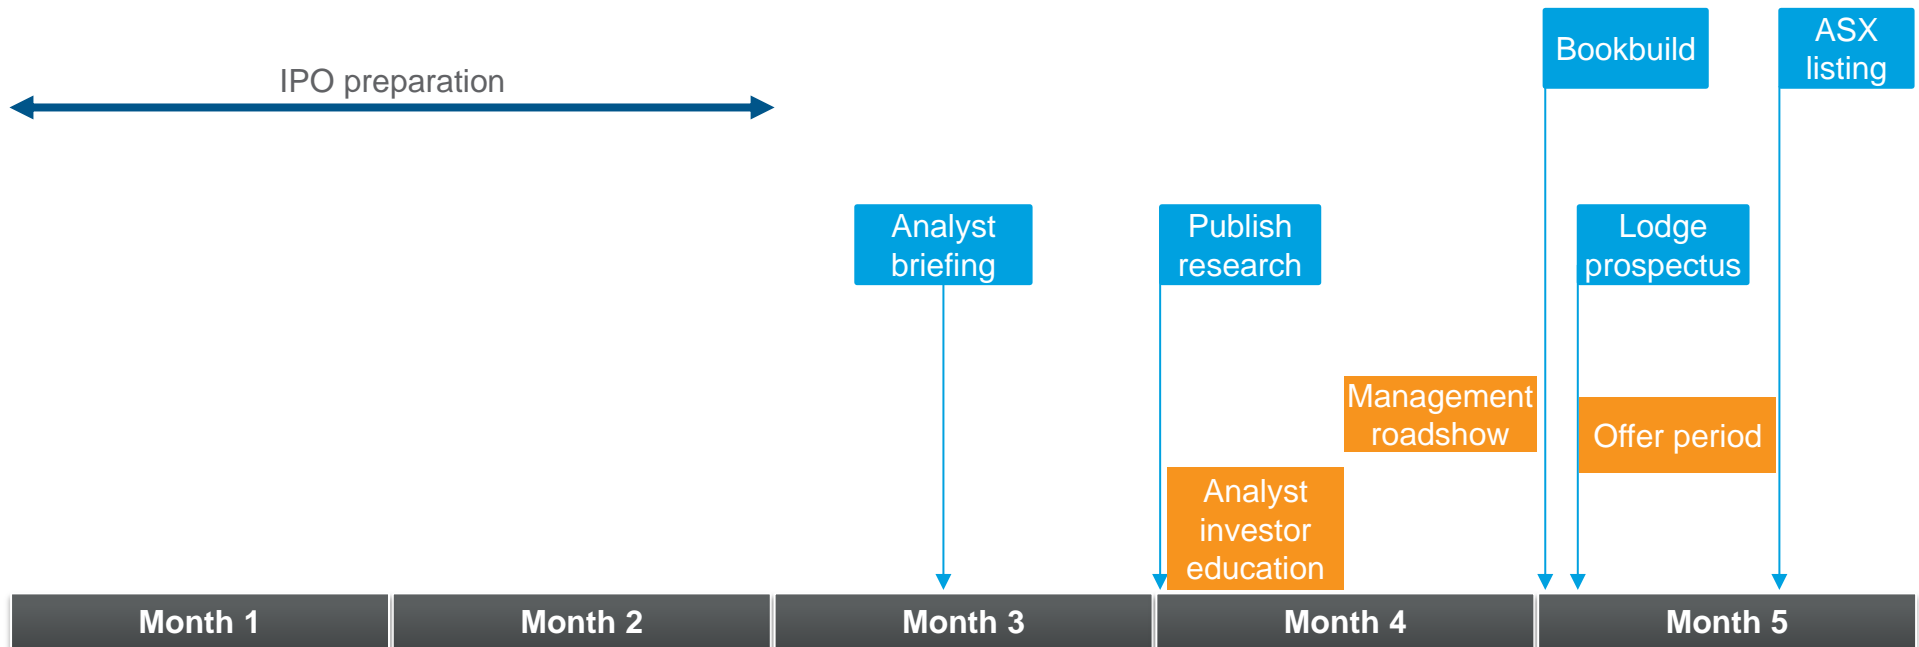 Bookbuild
ASX
listing
IPO preparation
Analyst
briefing
Publish
research
Lodge
prospectus
Management
roadshow
Offer period
Analyst
investor
education
Month 1
Month 2
Month 3
Month 4
Month 5